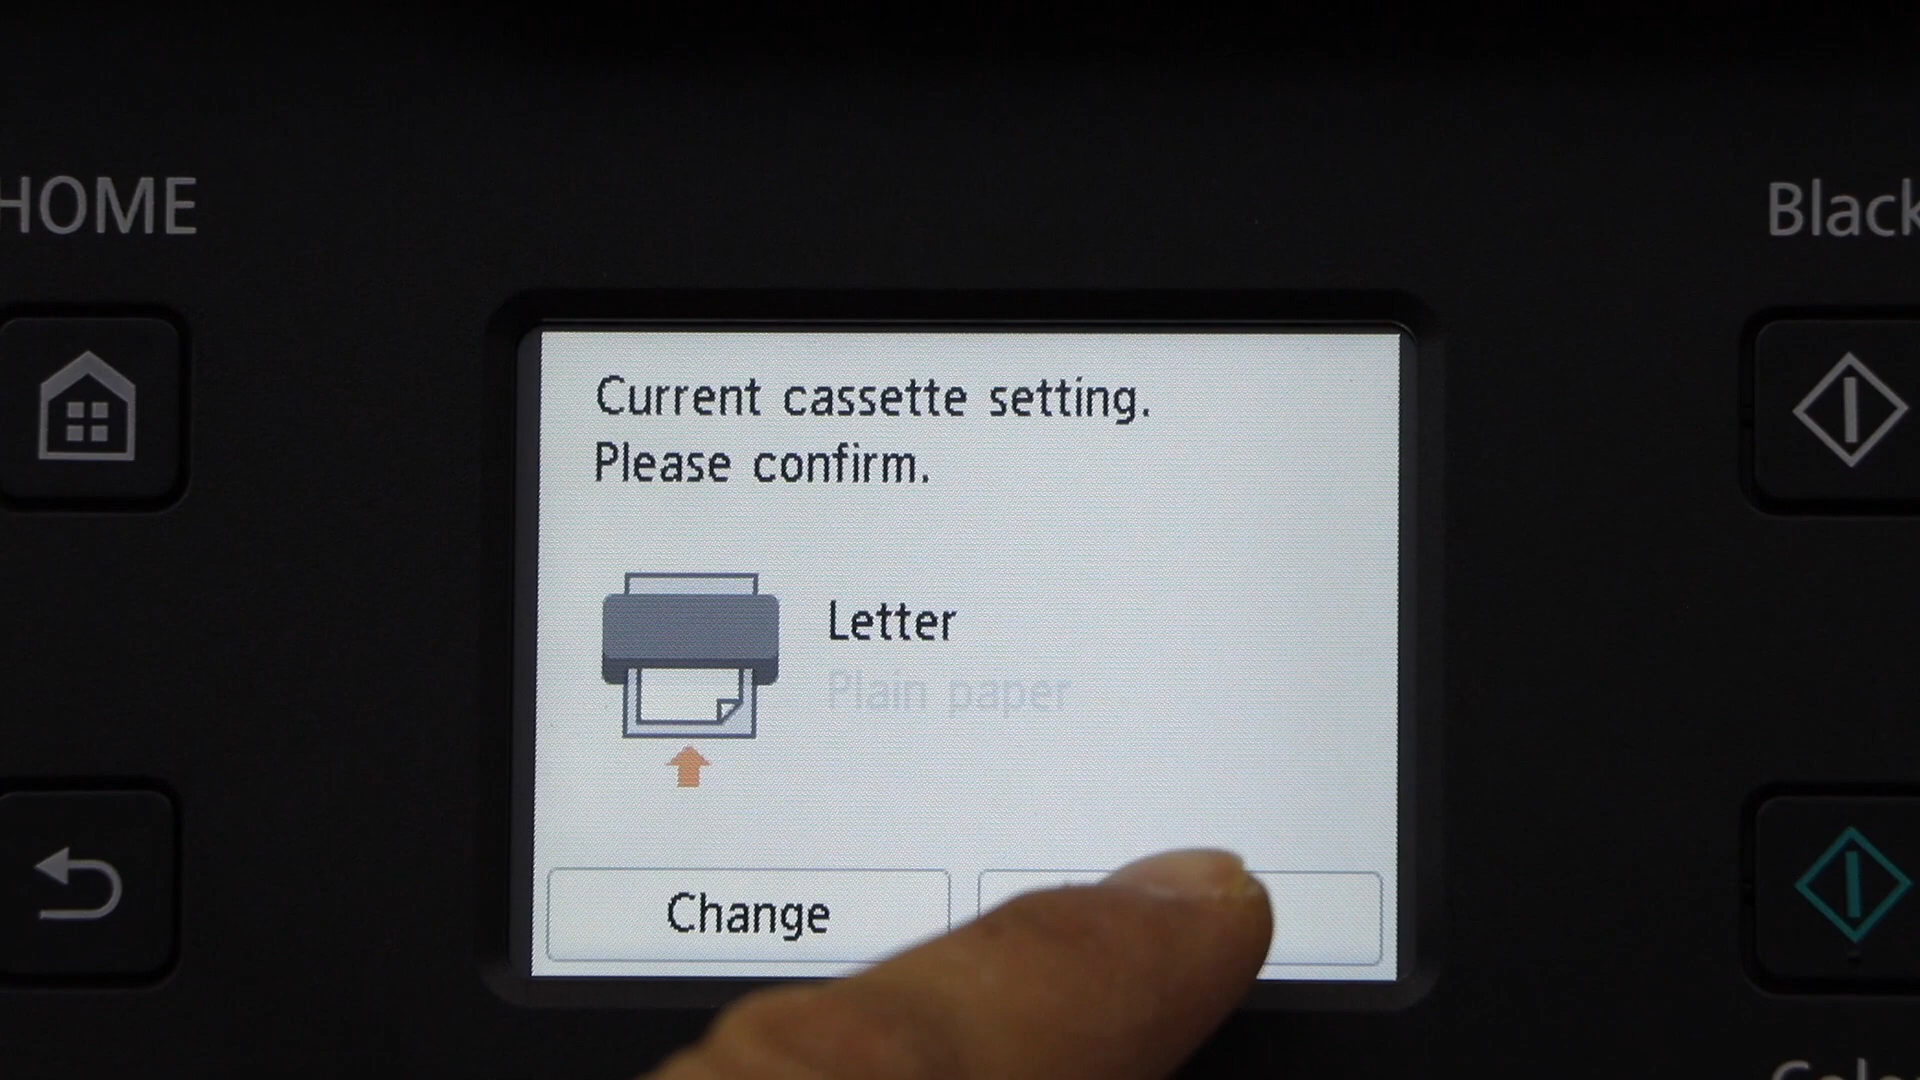 HOME
Black
Current cassette setting.
Please confirm.
Letter
Plain paper
Change